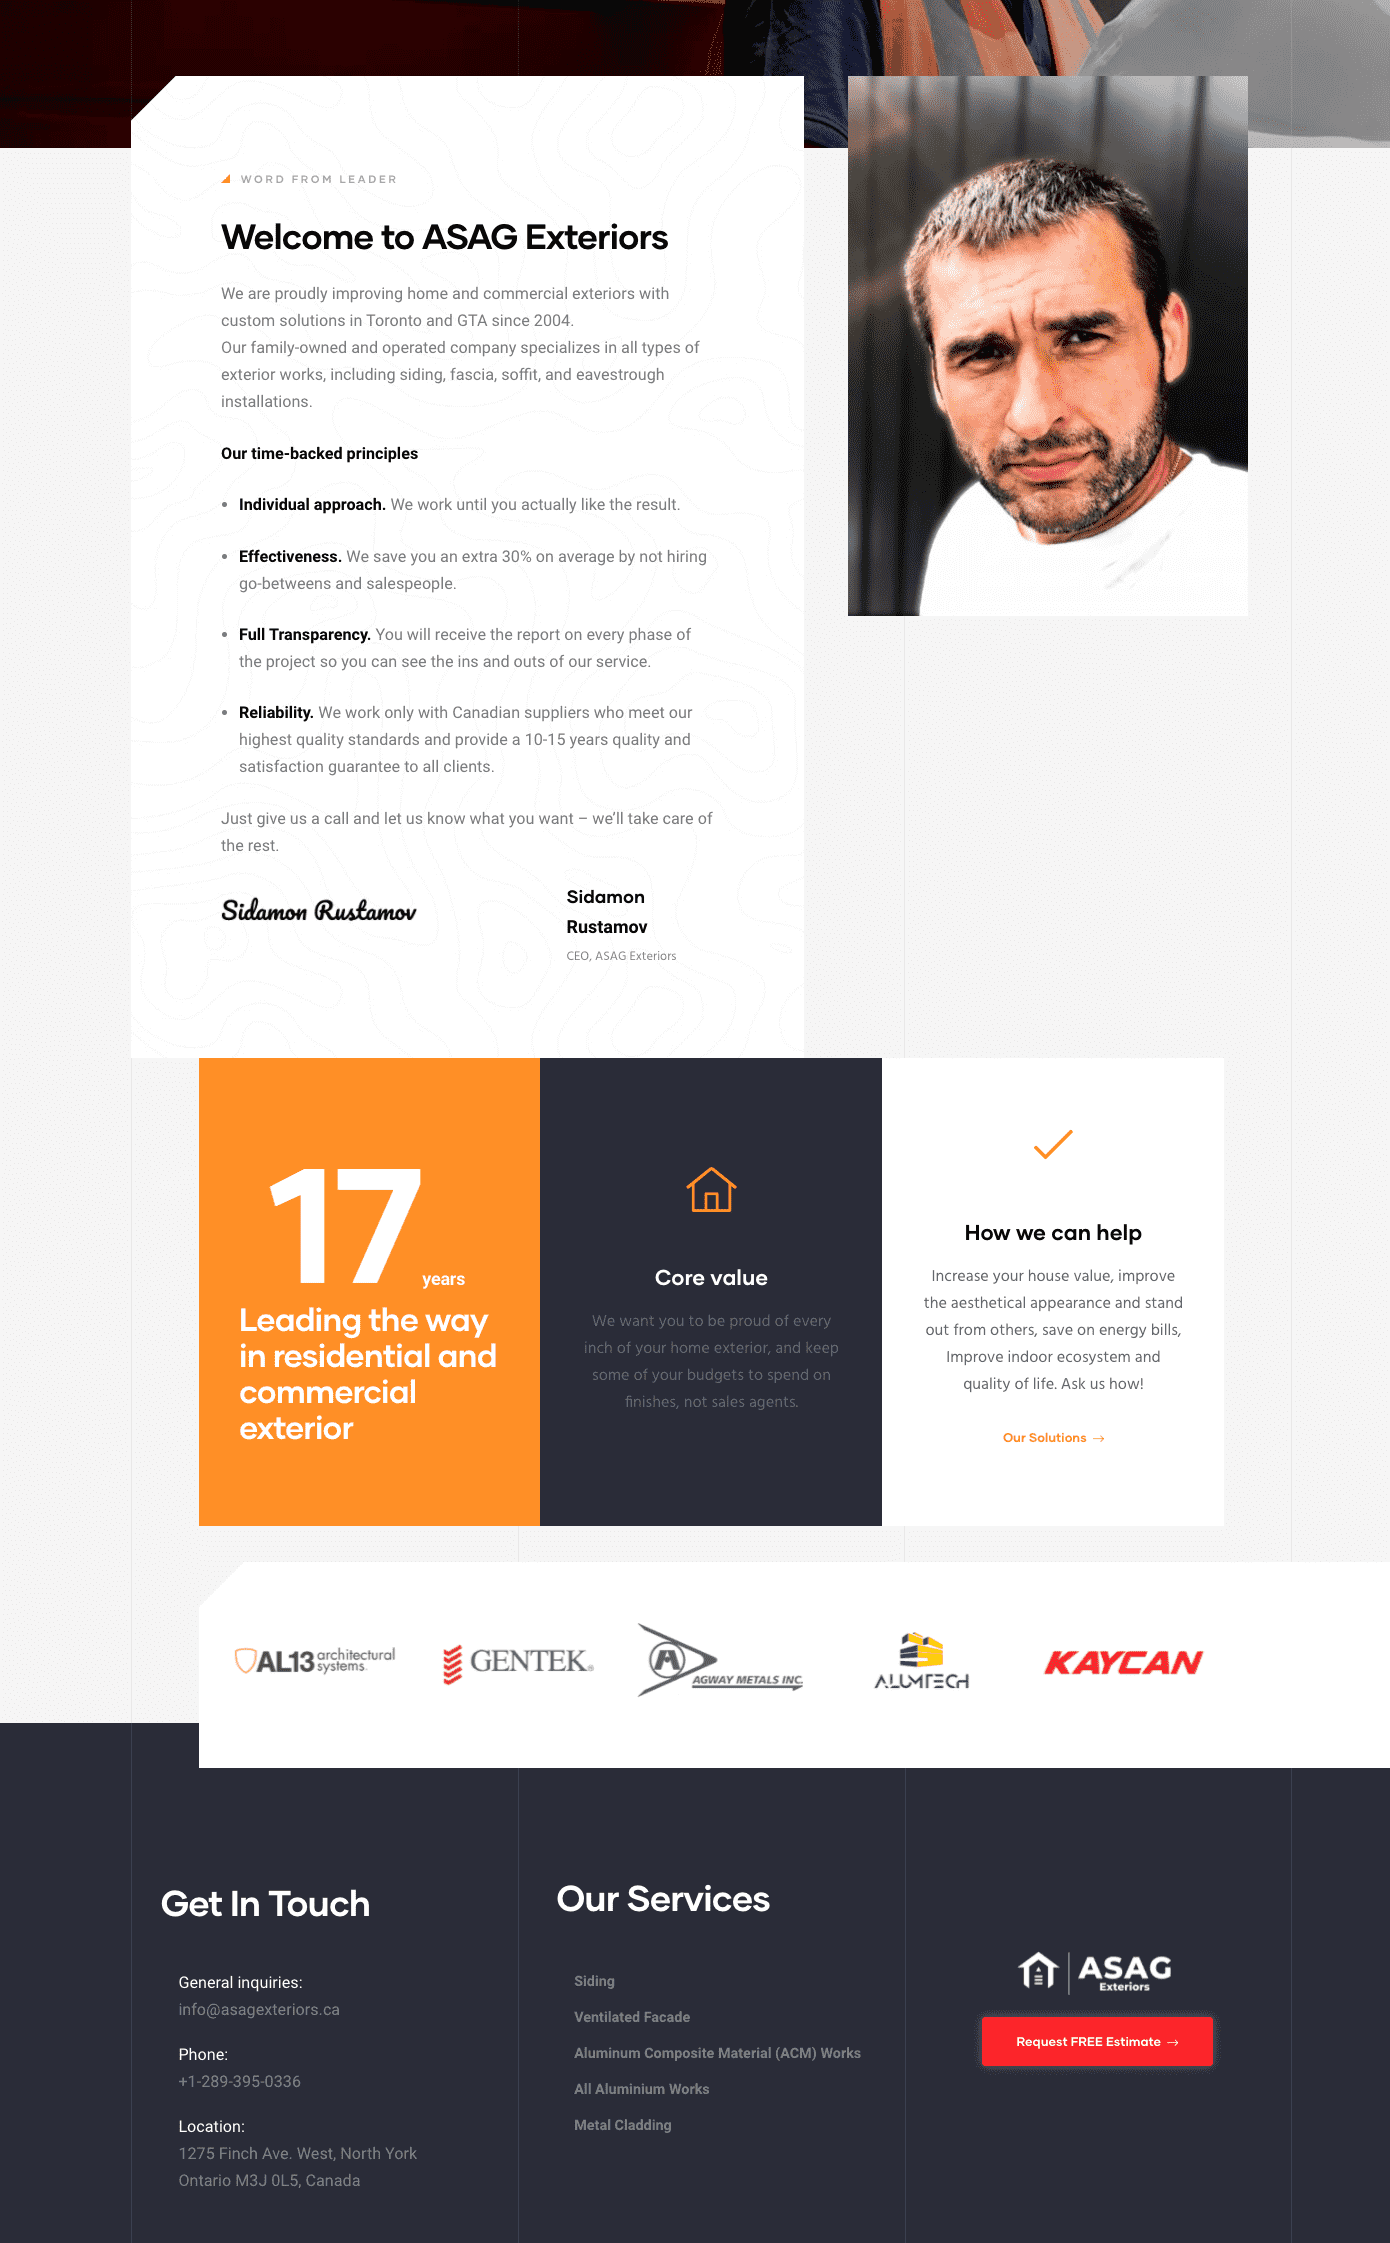 WORD FROM LEADER
Welcome to ASAG Exteriors
We are proudly improving home and commercial exteriors with
custom solutions in Toronto and GTA since 2004.
Our family-owned and operated company specializes in all types of
exterior works, including siding, fascia, soffit, and eavestrough
installations.
Our time-backed principles
• Individual approach. We work until you actually like the result.
• Effectiveness. We save you an extra 30% on average by not hiring
go-betweens and salespeople.
• Full Transparency. You will receive the report on every phase of
the project so you can see the ins and outs of our service.
• Reliability. We work only with Canadian suppliers who meet our
highest quality standards and provide a 10-15 years quality and
satisfaction guarantee to all clients.
Just give us a call and let us know what you want – we’ll take care of
the rest.
Sidamon Rustamov
Sidamon
Rustamov
CEO, ASAG Exteriors
17 years
Leading the way
in residential and
commercial
exterior
Core value
We want you to be proud of every
inch of your home exterior, and keep
some of your budgets to spend on
finishes, not sales agents.
How we can help
Increase your house value, improve
the aesthetical appearance and stand
out from others, save on energy bills,
Improve indoor ecosystem and
quality of life. Ask us how!
Our Solutions →
AL13 architectural
systems.
GENTEK®
AGWAY METALS INC.
ALUMTECH
KAYCAN
Get In Touch
General inquiries:
info@asagexteriors.ca
Phone:
+1-289-395-0336
Location:
1275 Finch Ave. West, North York
Ontario M3J 0L5, Canada
Our Services
Siding
Ventilated Facade
Aluminum Composite Material (ACM) Works
All Aluminium Works
Metal Cladding
ASAG
Exteriors
Request FREE Estimate →